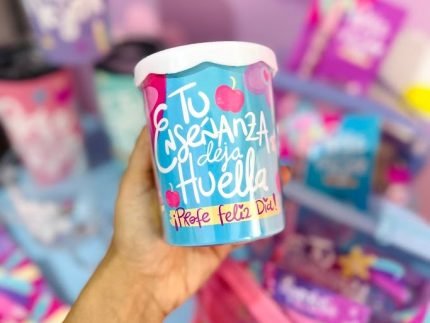 Tu
Enseñanza
deja
Huella
¡Profe feliz Día!